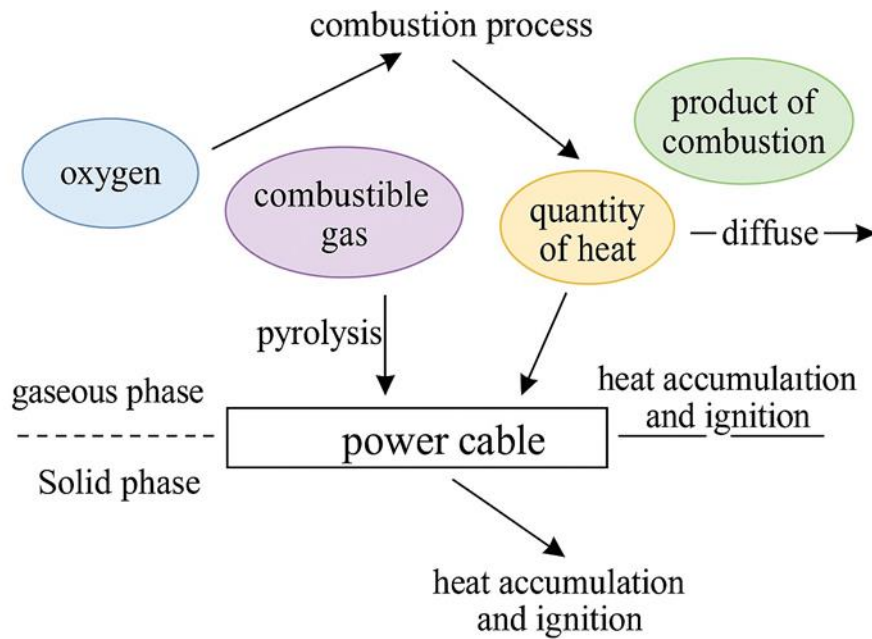 combustion process
product of
combustion
oxygen
combustible
gas
quantity
of heat
diffuse
pyrolysis
gaseous phase
heat accumulaıtion
and ignition
power cable
Solid phase
heat accumulation
and ignition